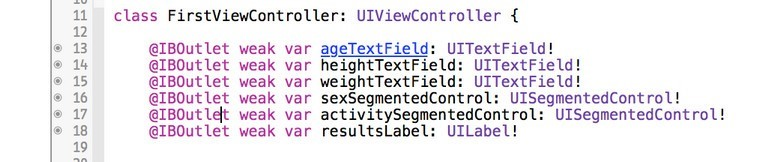 11 class FirstViewController: UIViewController {
12
13 @IBOutlet weak var ageTextField: UITextField!
14 @IBOutlet weak var heightTextField: UITextField!
15 @IBOutlet weak var weightTextField: UITextField!
16 @IBOutlet weak var sexSegmentedControl: UISegmentedControl!
17 @IBOutlet weak var activitySegmentedControl: UISegmentedControl!
18 @IBOutlet weak var resultsLabel: UILabel!
19